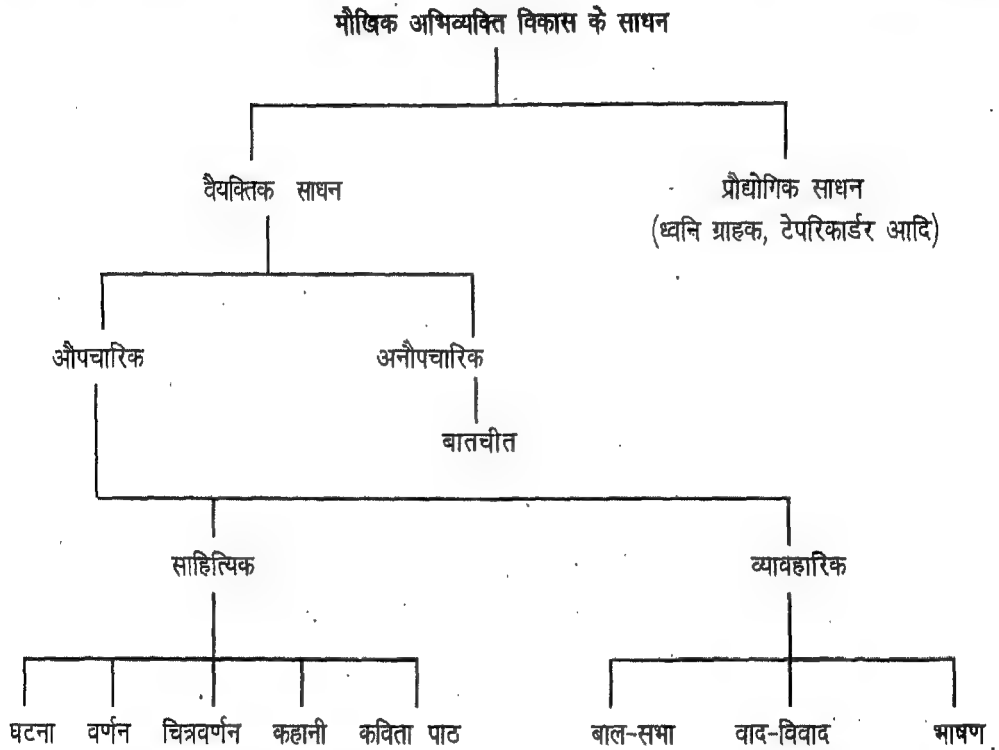 मौखिक अभिव्यक्ति विकास के साधन
वैयक्तिक साधन
प्रौद्योगिक साधन
(ध्वनि ग्राहक, टेपरिकार्डर आदि)
औपचारिक
अनौपचारिक
बातचीत
साहित्यिक
व्यावहारिक
घटना वर्णन चित्रवर्णन कहानी कविता पाठ बाल-सभा वाद-विवाद भाषण